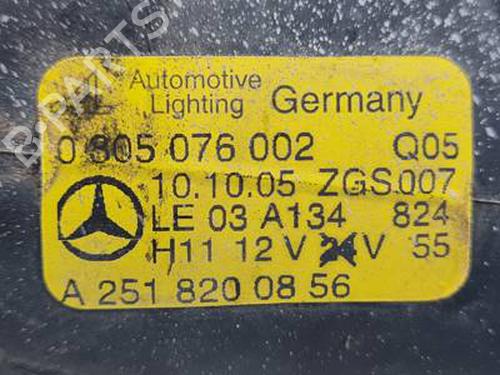 AL Automotive Lighting Germany
0 305 076 002 Q05
10.10.05 ZGS 007
LE 03 A134 824
H11 12 V 24 V 55
A 251 820 08 56